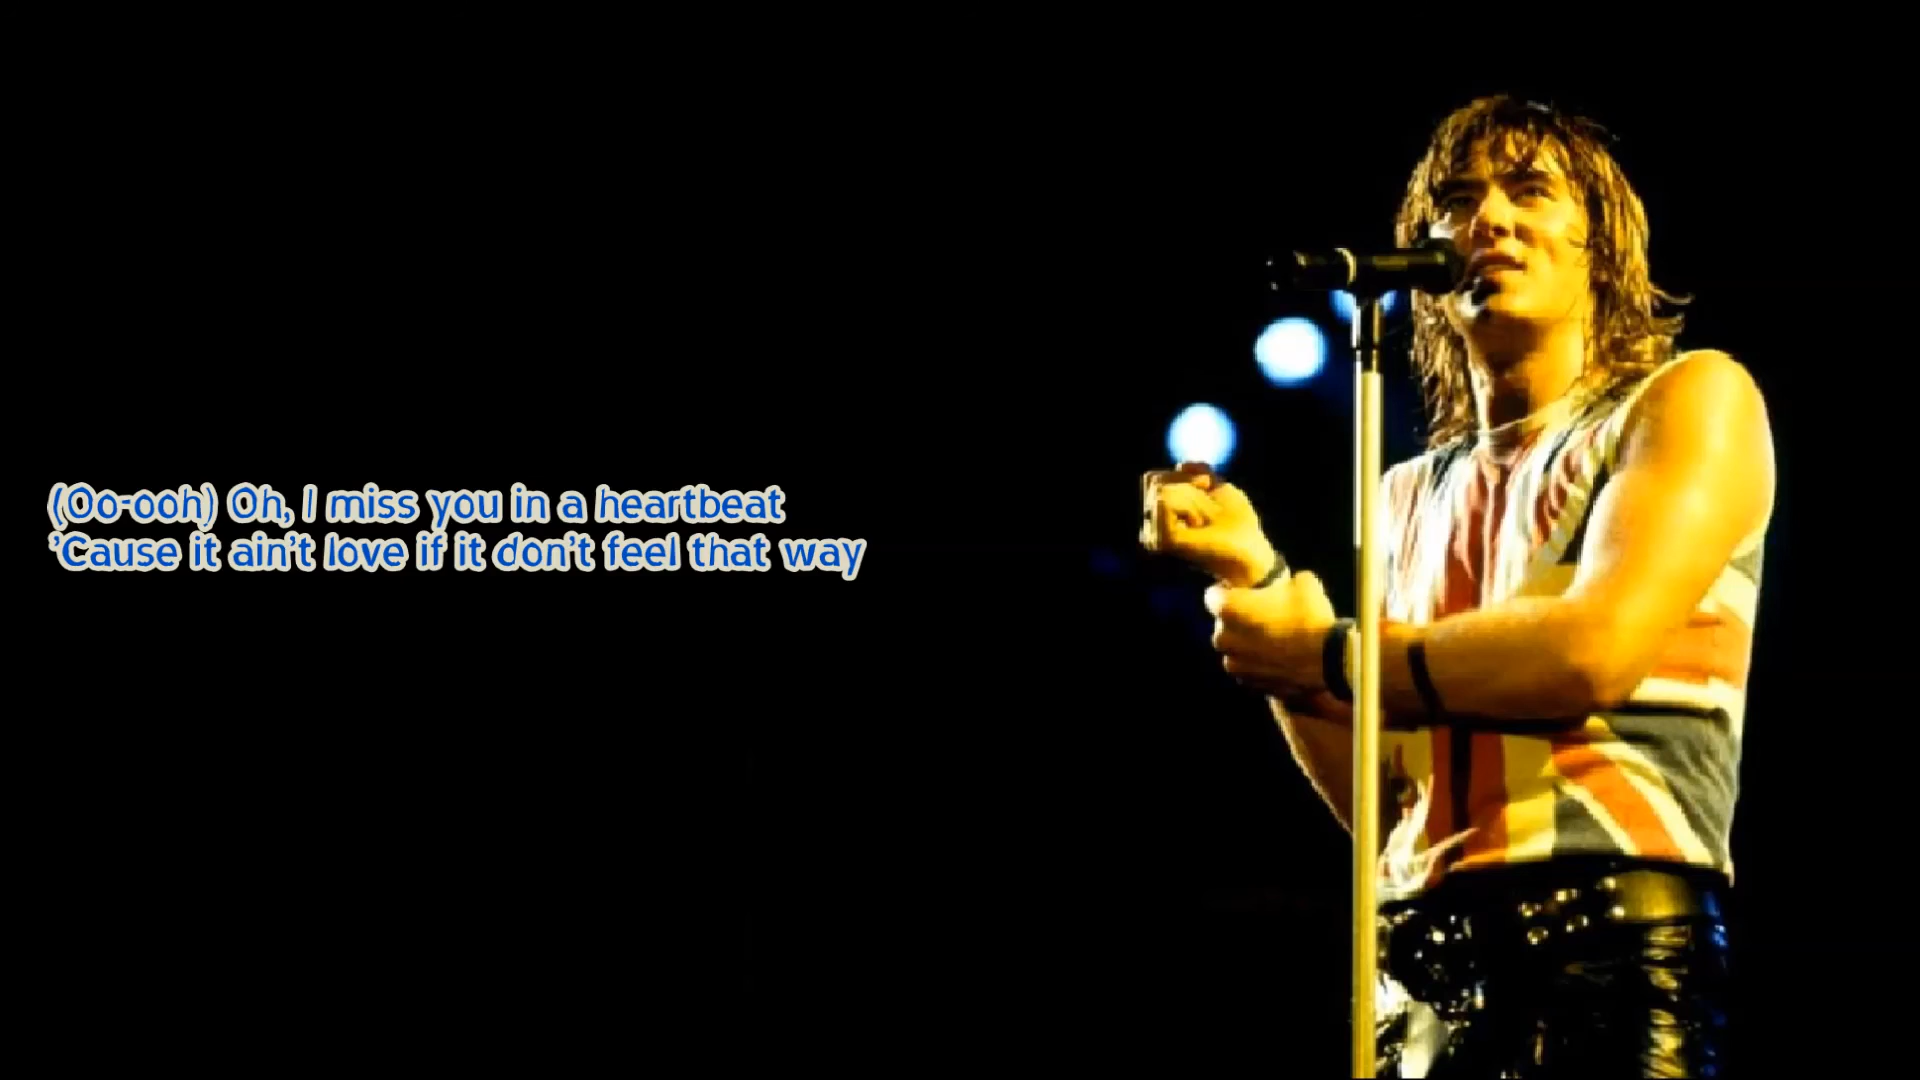 (Oo-ooh) Oh, I miss you in a heartbeat
'Cause it ain't love if it don't feel that way